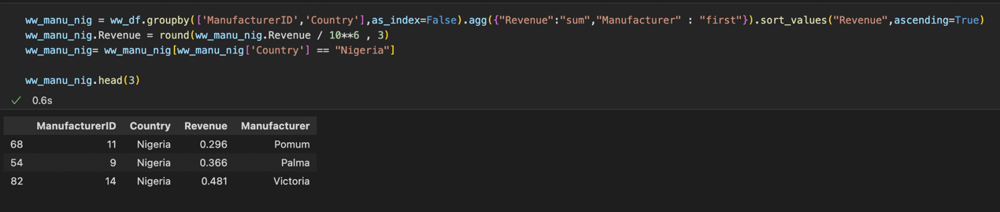 ww_manu_nig = ww_df.groupby(['ManufacturerID','Country'],as_index=False).agg({"Revenue":"sum","Manufacturer" : "first"}).sort_values("Revenue",ascending=True)
ww_manu_nig.Revenue = round(ww_manu_nig.Revenue / 10**6 , 3)
ww_manu_nig= ww_manu_nig[ww_manu_nig['Country'] == "Nigeria"]
ww_manu_nig.head(3)
0.6s
ManufacturerID Country Revenue Manufacturer
68 11 Nigeria 0.296 Pomum
54 9 Nigeria 0.366 Palma
82 14 Nigeria 0.481 Victoria